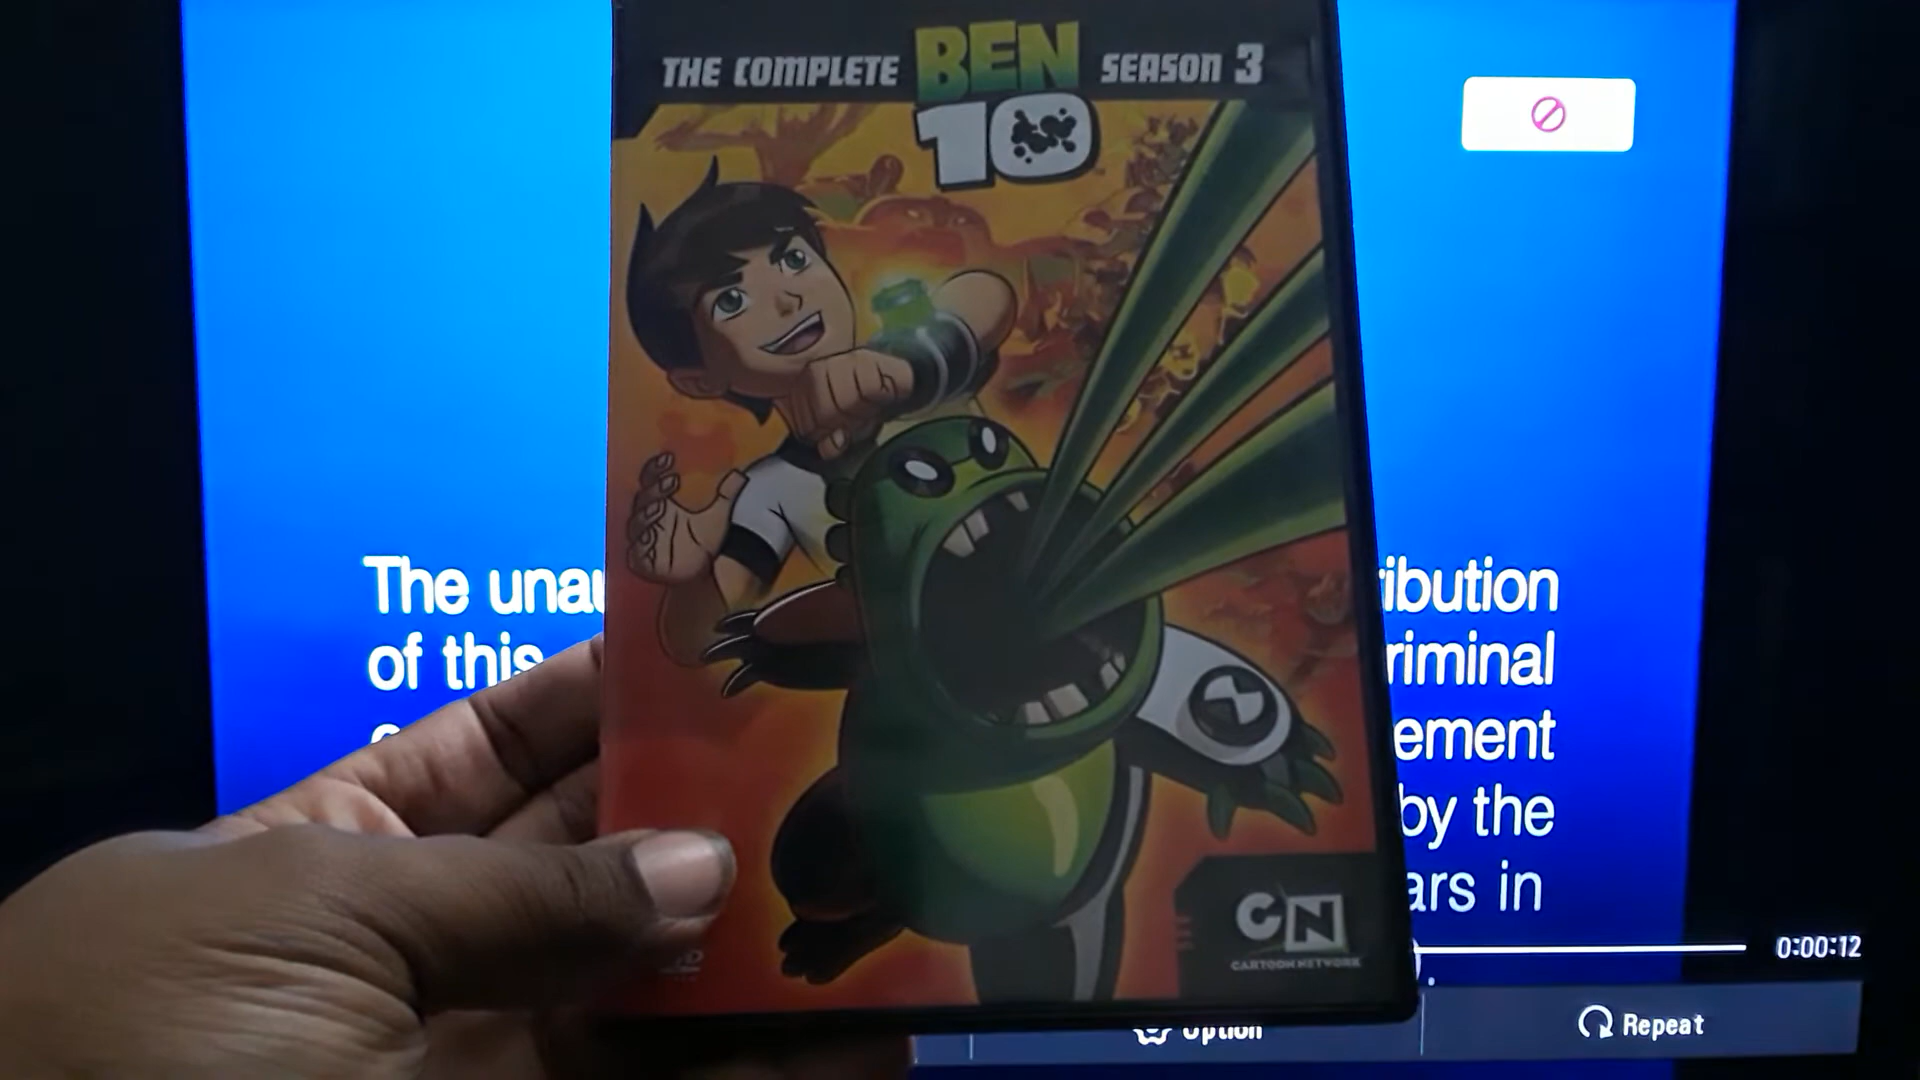 THE COMPLETE BEN 10 SEASON 3
The unau ribution
of this riminal
ement
by the
ars in
0:00:12
CN
CARTOON NETWORK
Option
Repeat